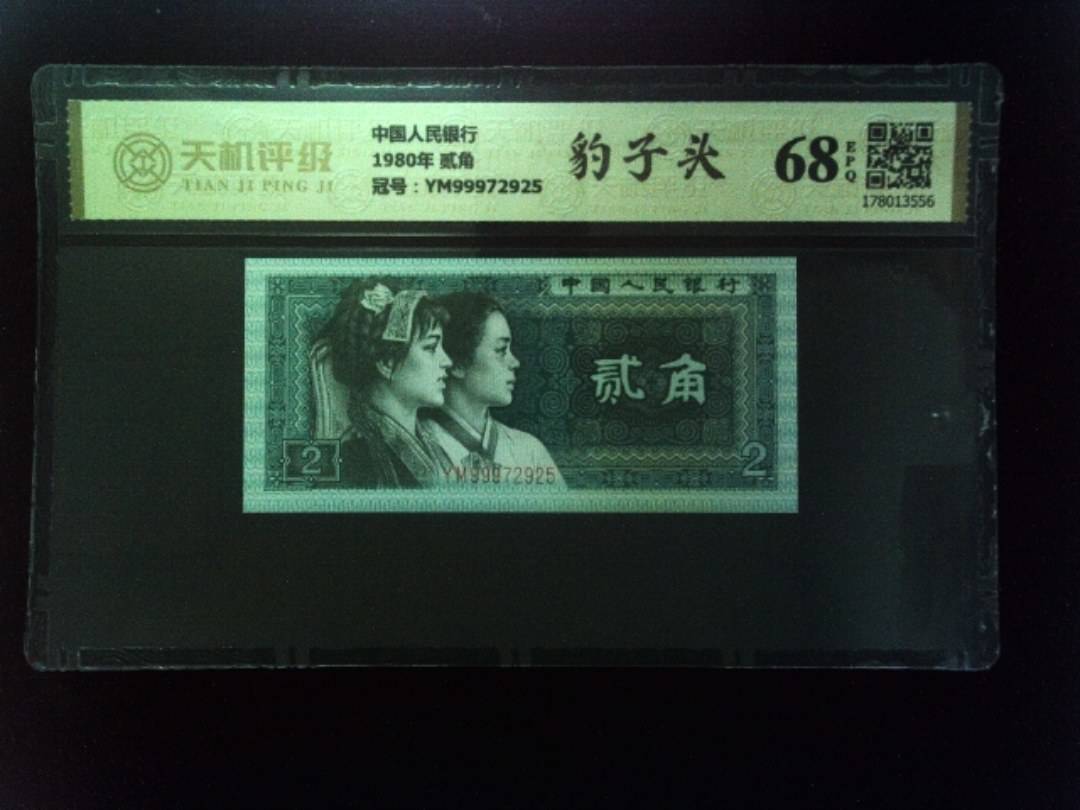 天机评级
TIAN JI PING JI
中国人民银行
1980年 贰角
冠号：YM99972925
豹子头
68
EPQ
178013556
中國人民银行
贰角
2
2
YM99972925